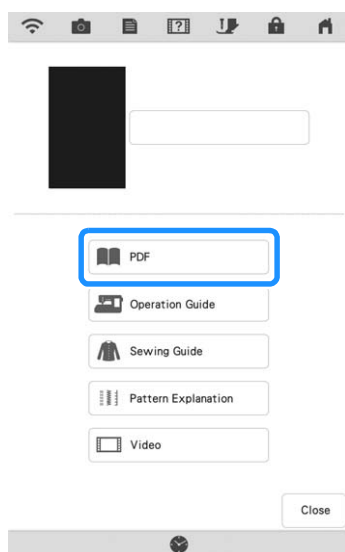 PDF
Operation Guide
Sewing Guide
Pattern Explanation
Video
Close